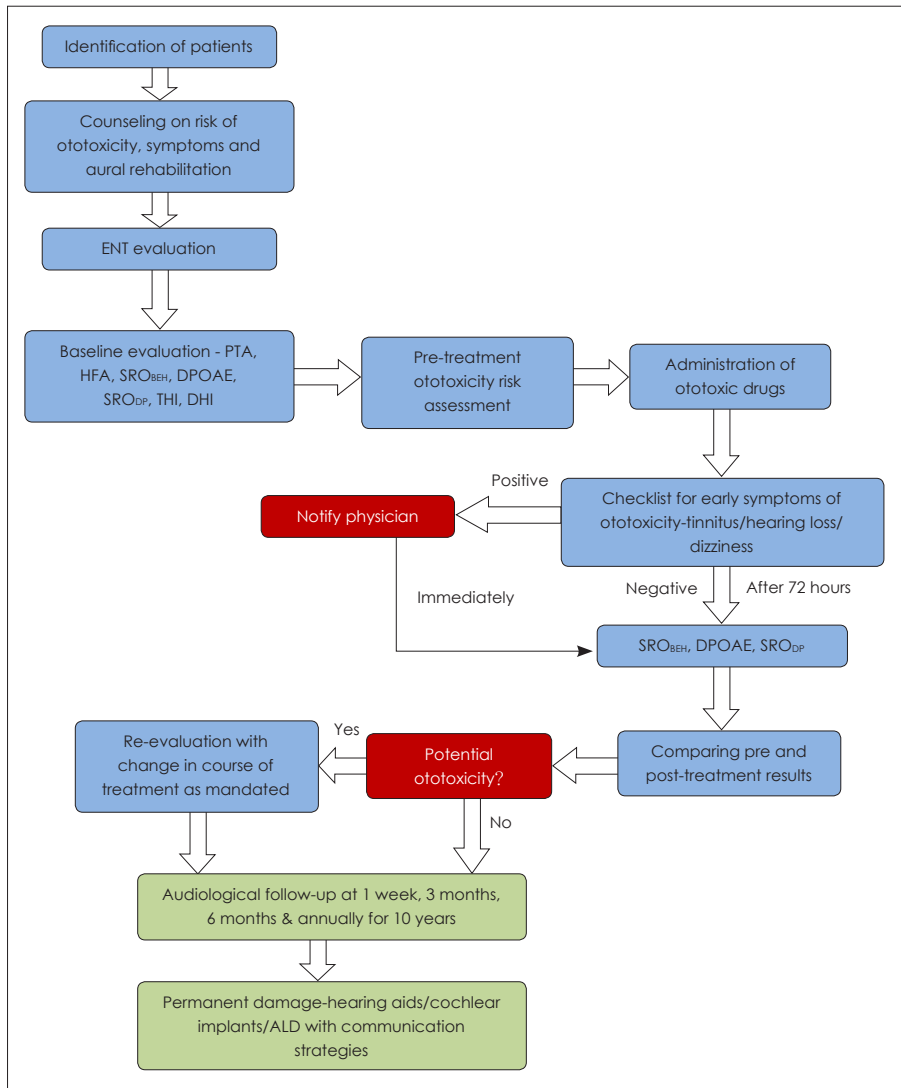 Identification of patients
Counseling on risk of
ototoxicity, symptoms and
aural rehabilitation
ENT evaluation
Baseline evaluation - PTA,
HFA, SROBEH, DPOAE,
SRODP, THI, DHI
Pre-treatment
ototoxicity risk
assessment
Administration of
ototoxic drugs
Checklist for early symptoms of
ototoxicity-tinnitus/hearing loss/
dizziness
Positive
Notify physician
Immediately
Negative
After 72 hours
SROBEH, DPOAE, SRODP
Comparing pre and
post-treatment results
Potential
ototoxicity?
Yes
Re-evaluation with
change in course of
treatment as mandated
No
Audiological follow-up at 1 week, 3 months,
6 months & annually for 10 years
Permanent damage-hearing aids/cochlear
implants/ALD with communication
strategies